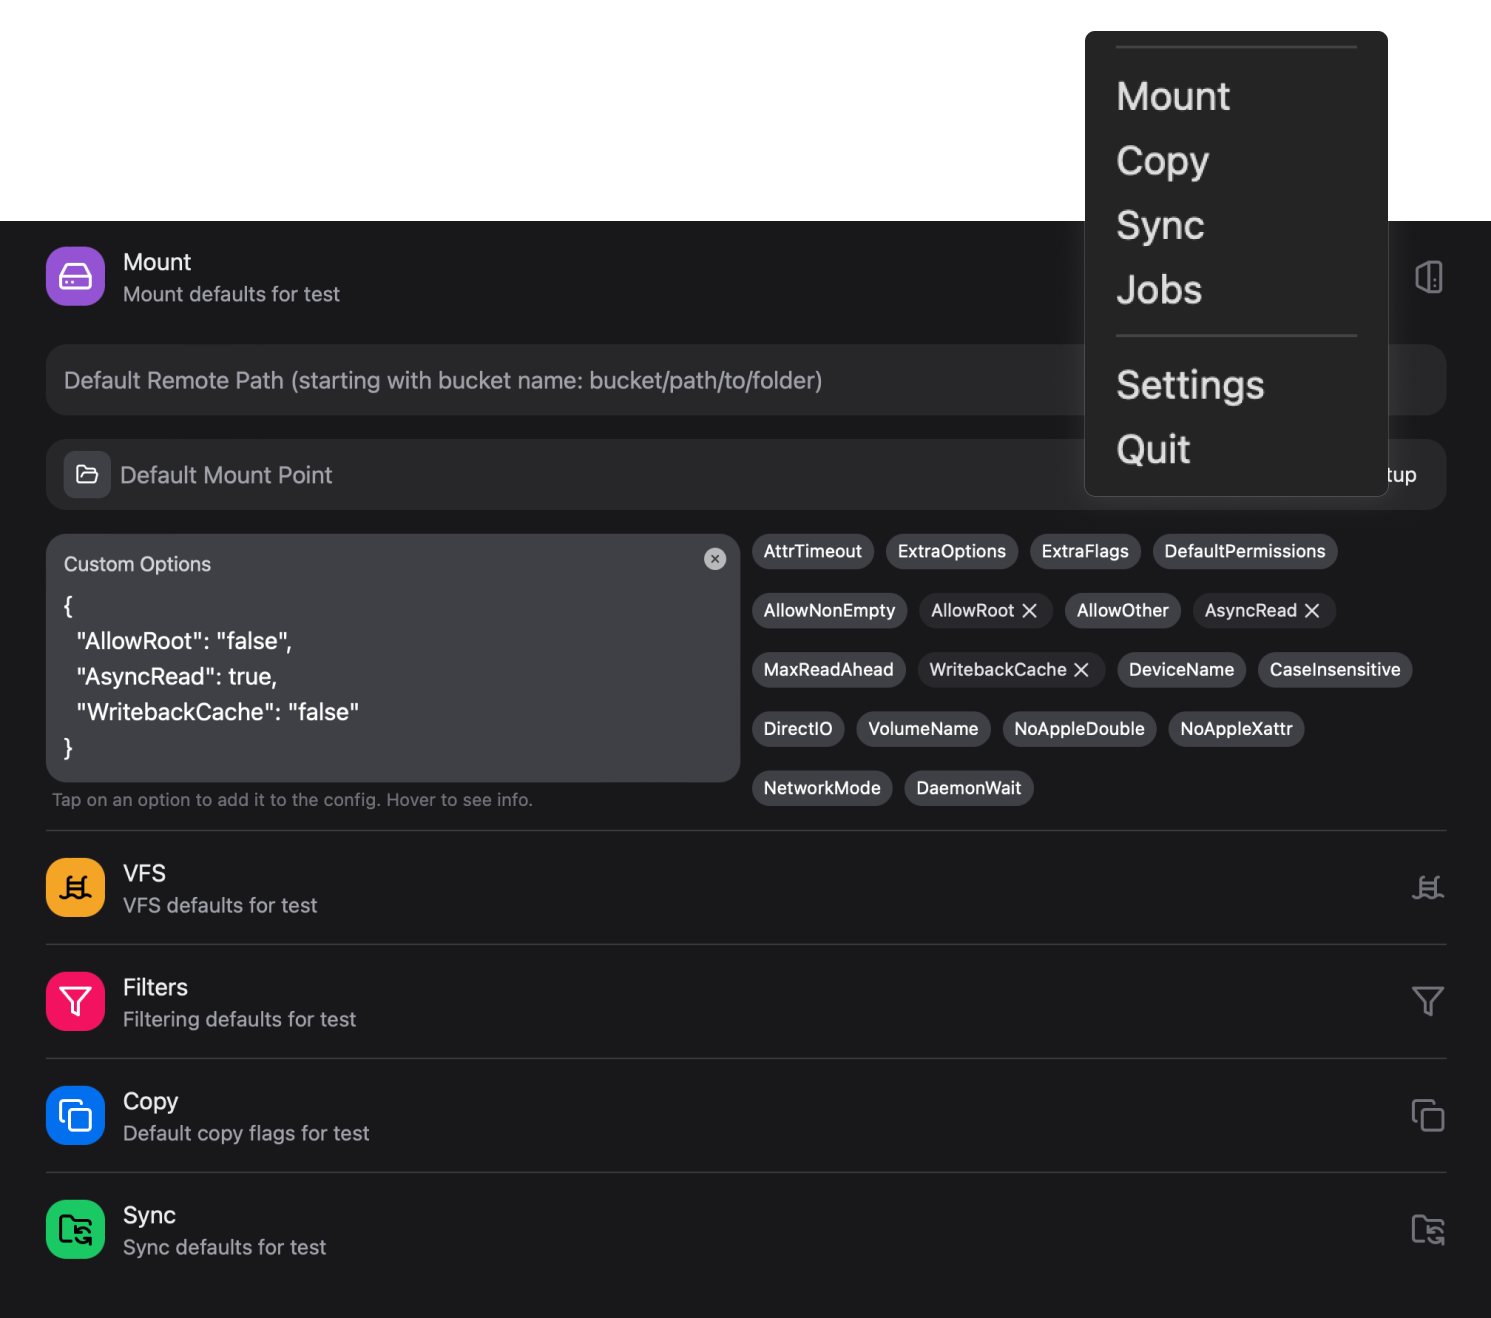 Mount
Copy
Sync
Jobs
Settings
Quit
Mount
Mount defaults for test
Default Remote Path (starting with bucket name: bucket/path/to/folder)
Default Mount Point
Custom Options
{
"AllowRoot": "false",
"AsyncRead": true,
"WritebackCache": "false"
}
Tap on an option to add it to the config. Hover to see info.
AttrTimeout ExtraOptions ExtraFlags DefaultPermissions
AllowNonEmpty AllowRoot AllowOther AsyncRead
MaxReadAhead WritebackCache DeviceName CaseInsensitive
DirectIO VolumeName NoAppleDouble NoAppleXattr
NetworkMode DaemonWait
VFS
VFS defaults for test
Filters
Filtering defaults for test
Copy
Default copy flags for test
Sync
Sync defaults for test